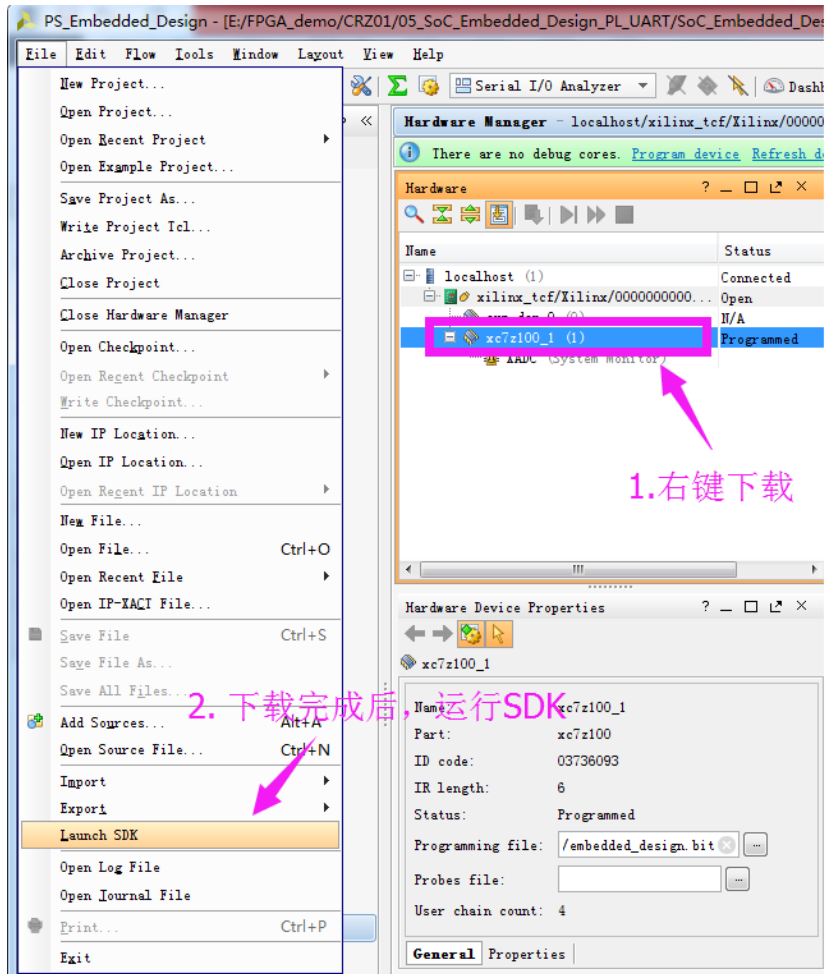 PS_Embedded_Design - [E:/FPGA_demo/CRZ01/05_SoC_Embedded_Design_PL_UART/SoC_Embedded_Des
File Edit Flow Tools Window Layout View Help
Serial I/O Analyzer
Dashb
New Project...
Open Project...
Open Recent Project
Open Example Project...
Save Project As...
Write Project Tcl...
Archive Project...
Close Project
Close Hardware Manager
Open Checkpoint...
Open Recent Checkpoint
Write Checkpoint...
New IP Location...
Open IP Location...
Open Recent IP Location
New File...
Open File... Ctrl+O
Open Recent File
Open IP-XACT File...
Save File Ctrl+S
Save File As...
Save All Files...
Add Sources... Alt+A
Open Source File... Ctrl+N
Import
Export
Launch SDK
Open Log File
Open Journal File
Print... Ctrl+P
Exit
2. 下载完成后，运行SDK
Hardware Manager - localhost/xilinx_tcf/Xilinx/00000
There are no debug cores. Program device Refresh de
Hardware
Name Status
localhost (1) Connected
xilinx_tcf/Xilinx/0000000000... Open
N/A
xc7z100_1 (1) Programmed
XADC (System Monitor)
1.右键下载
Hardware Device Properties
xc7z100_1
Name: xc7z100_1
Part: xc7z100
ID code: 03736093
IR length: 6
Status: Programmed
Programming file: /embedded_design.bit
Probes file:
User chain count: 4
General Properties